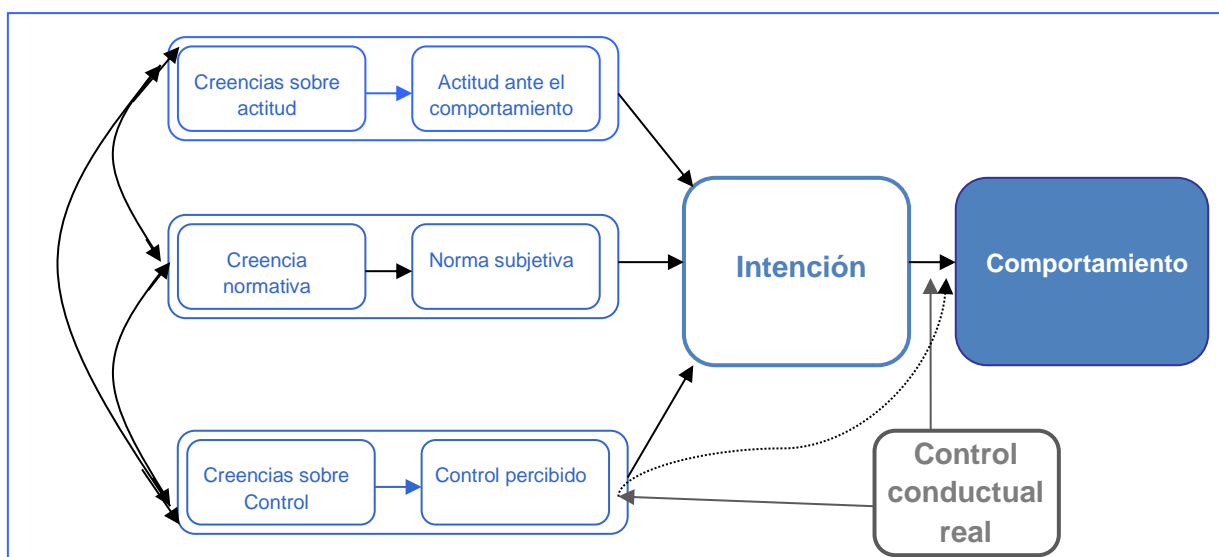 Creencias sobre
actitud
Actitud ante el
comportamiento
Creencia
normativa
Norma subjetiva
Intención
Comportamiento
Creencias sobre
Control
Control percibido
Control
conductual
real